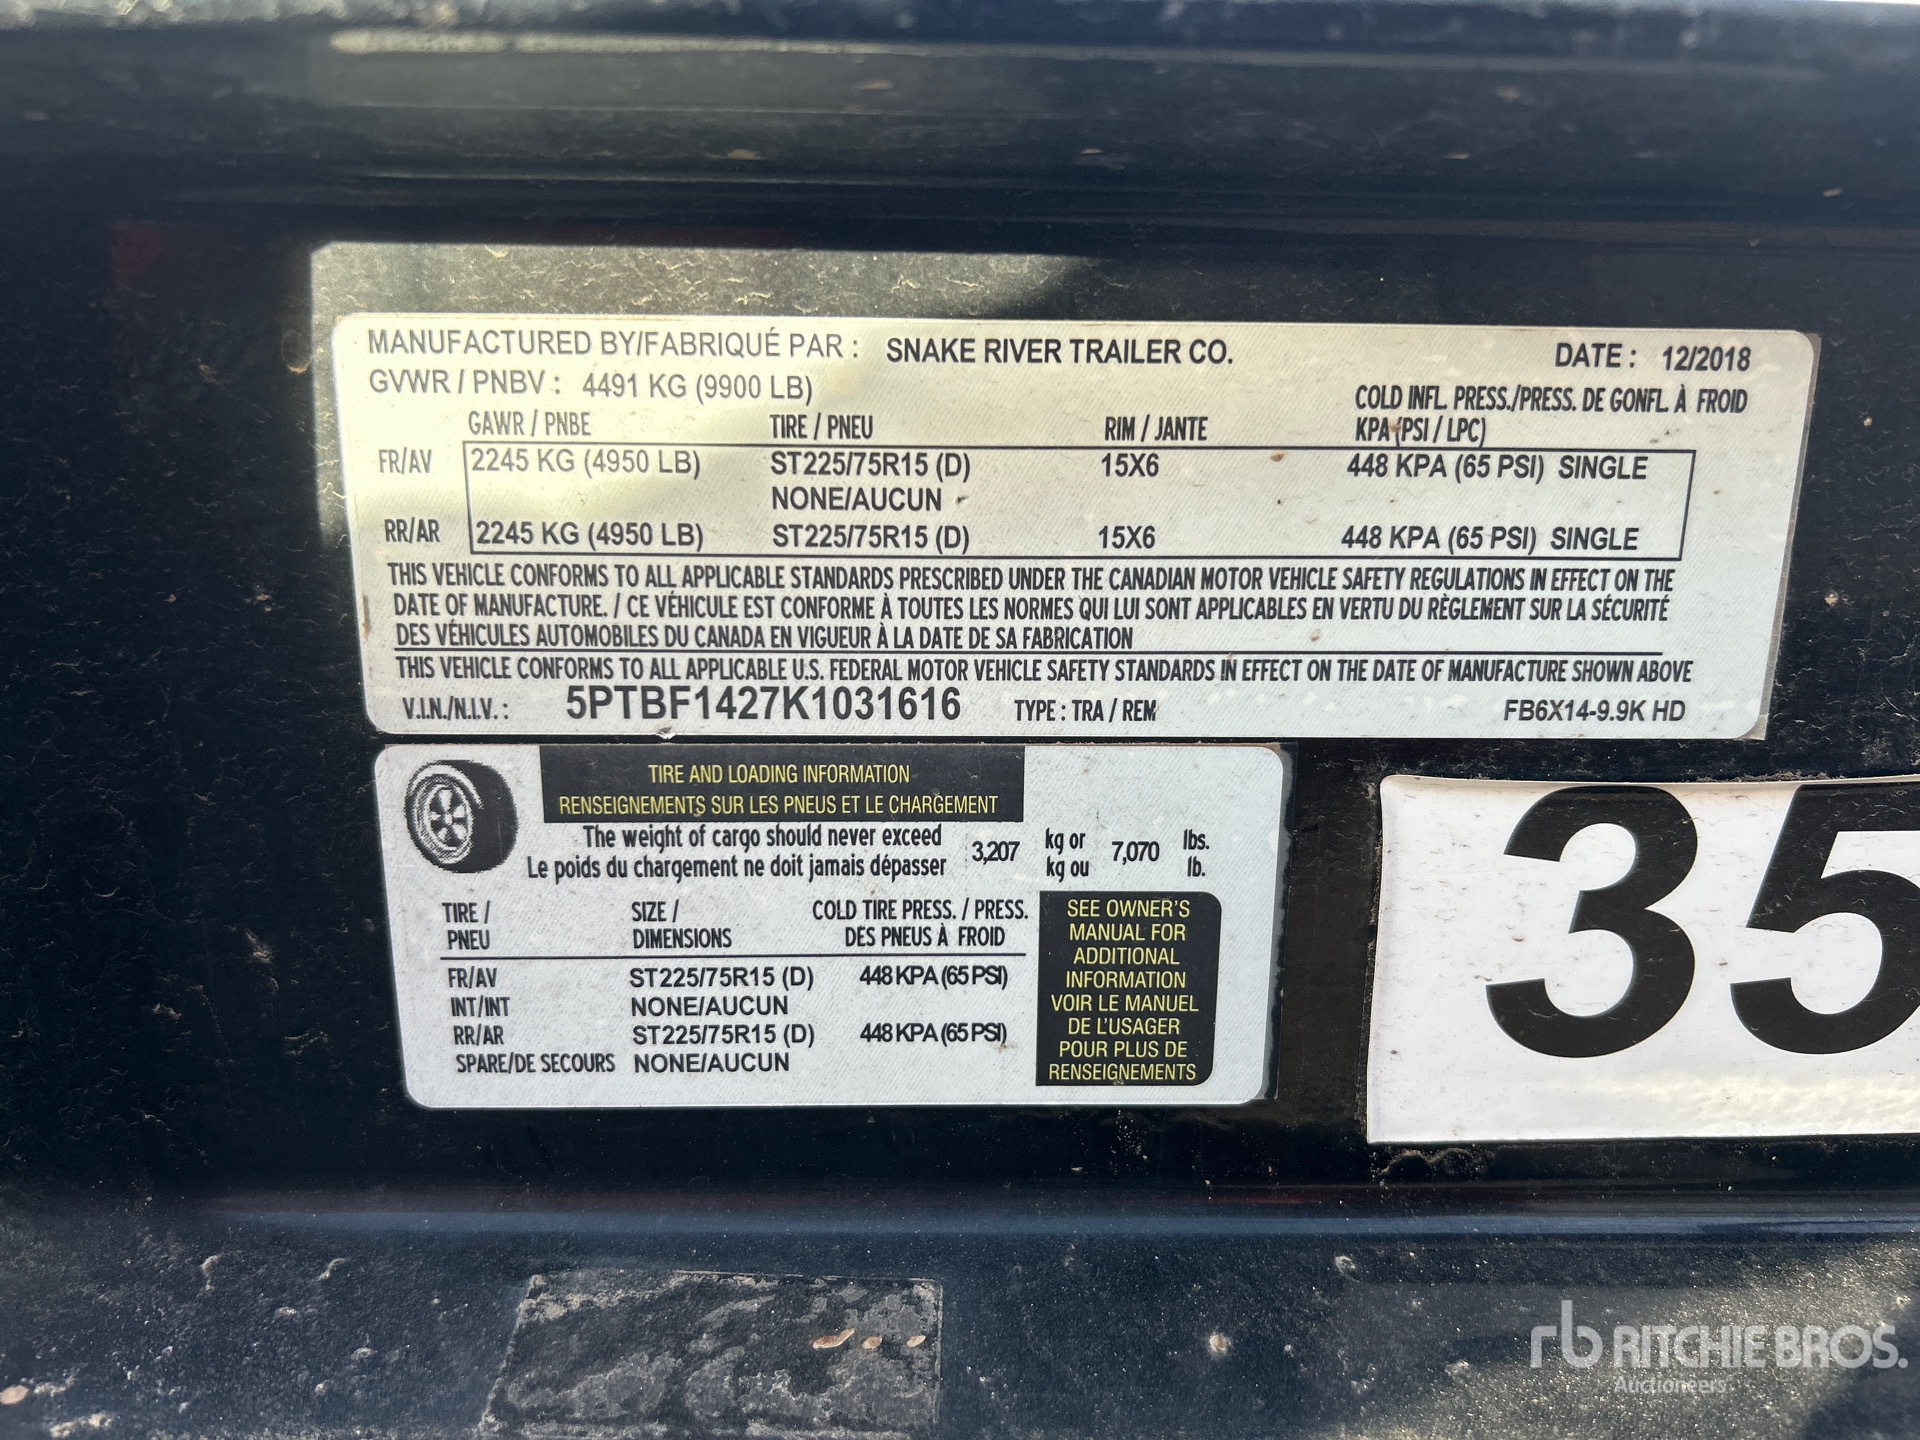 MANUFACTURED BY/FABRIQUÉ PAR : SNAKE RIVER TRAILER CO. DATE : 12/2018
GVWR / PNBV : 4491 KG (9900 LB)
COLD INFL. PRESS./PRESS. DE GONFL. À FROID
GAWR / PNBE TIRE / PNEU RIM / JANTE KPA (PSI / LPC)
FR/AV 2245 KG (4950 LB) ST225/75R15 (D) 15X6 448 KPA (65 PSI) SINGLE
NONE/AUCUN
RR/AR 2245 KG (4950 LB) ST225/75R15 (D) 15X6 448 KPA (65 PSI) SINGLE
THIS VEHICLE CONFORMS TO ALL APPLICABLE STANDARDS PRESCRIBED UNDER THE CANADIAN MOTOR VEHICLE SAFETY REGULATIONS IN EFFECT ON THE
DATE OF MANUFACTURE. / CE VÉHICULE EST CONFORME À TOUTES LES NORMES QUI LUI SONT APPLICABLES EN VERTU DU RÈGLEMENT SUR LA SÉCURITÉ
DES VÉHICULES AUTOMOBILES DU CANADA EN VIGUEUR À LA DATE DE SA FABRICATION
THIS VEHICLE CONFORMS TO ALL APPLICABLE U.S. FEDERAL MOTOR VEHICLE SAFETY STANDARDS IN EFFECT ON THE DATE OF MANUFACTURE SHOWN ABOVE
V.I.N./N.I.V. : 5PTBF1427K1031616 TYPE : TRA / REM FB6X14-9.9K HD
TIRE AND LOADING INFORMATION
RENSEIGNEMENTS SUR LES PNEUS ET LE CHARGEMENT
The weight of cargo should never exceed 3,207 kg or 7,070 lbs.
Le poids du chargement ne doit jamais dépasser kg ou lb.
TIRE / SIZE / COLD TIRE PRESS. / PRESS.
PNEU DIMENSIONS DES PNEUS À FROID
FR/AV ST225/75R15 (D) 448 KPA (65 PSI)
INT/INT NONE/AUCUN
RR/AR ST225/75R15 (D) 448 KPA (65 PSI)
SPARE/DE SECOURS NONE/AUCUN
SEE OWNER'S
MANUAL FOR
ADDITIONAL
INFORMATION
VOIR LE MANUEL
DE L'USAGER
POUR PLUS DE
RENSEIGNEMENTS
35
rb RITCHIE BROS.
Auctioneers